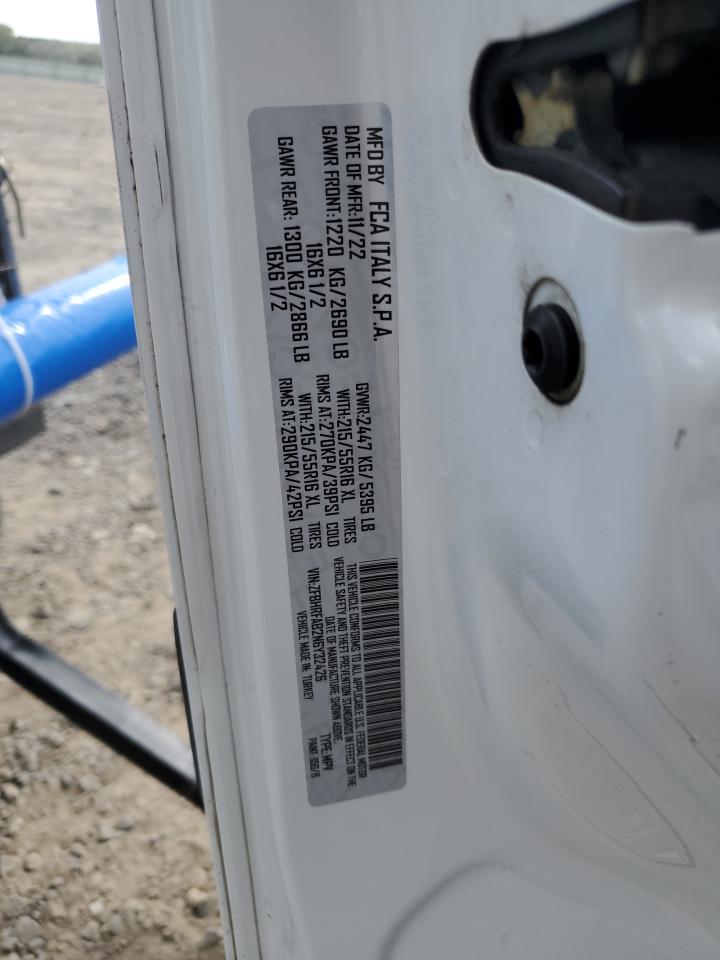 MFD BY FCA ITALY S.P.A.
DATE OF MFR:11/22 GVWR:2447 KG/5395 LB
GAWR FRONT:1220 KG/2690 LB WITH:215/55R16 XL TIRES
16X6 1/2 RIMS AT:270KPA/39PSI COLD
GAWR REAR: 1300 KG/2866 LB WITH:215/55R16 XL TIRES
16X6 1/2 RIMS AT:290KPA/42PSI COLD
THIS VEHICLE CONFORMS TO ALL APPLICABLE U.S. FEDERAL MOTOR
VEHICLE SAFETY AND THEFT PREVENTION STANDARDS IN EFFECT ON THE
DATE OF MANUFACTURE SHOWN ABOVE.
VIN:ZFBHRFAB2N6Y32426 TYPE:MPV
VEHICLE MADE IN: TURKEY